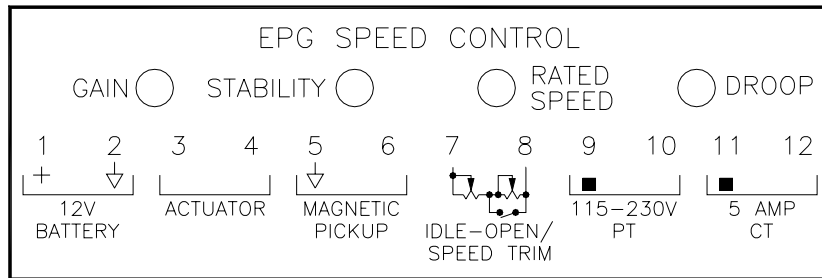 EPG SPEED CONTROL
GAIN STABILITY RATED SPEED DROOP
1 2 3 4 5 6 7 8 9 10 11 12
+
12V BATTERY
ACTUATOR
MAGNETIC PICKUP
IDLE-OPEN/
SPEED TRIM
115-230V
PT
5 AMP
CT